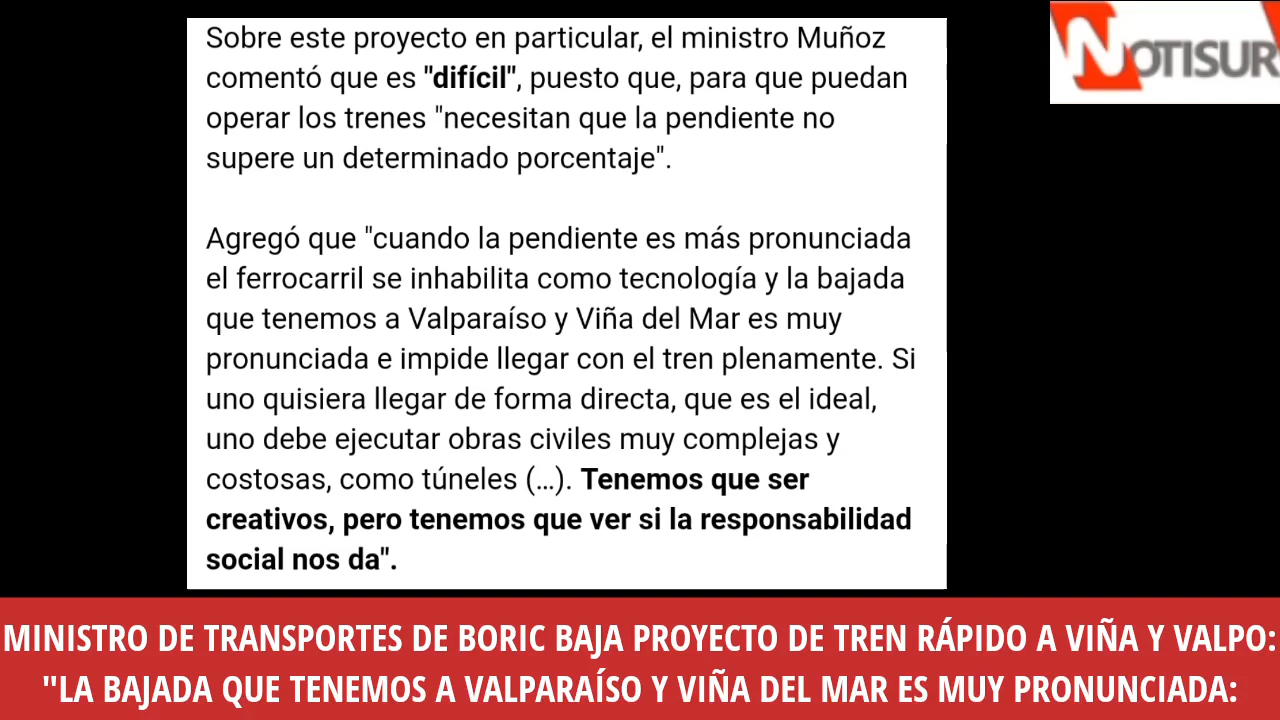 Sobre este proyecto en particular, el ministro Muñoz
comentó que es "difícil", puesto que, para que puedan
operar los trenes "necesitan que la pendiente no
supere un determinado porcentaje".
Agregó que "cuando la pendiente es más pronunciada
el ferrocarril se inhabilita como tecnología y la bajada
que tenemos a Valparaíso y Viña del Mar es muy
pronunciada e impide llegar con el tren plenamente. Si
uno quisiera llegar de forma directa, que es el ideal,
uno debe ejecutar obras civiles muy complejas y
costosas, como túneles (…). Tenemos que ser
creativos, pero tenemos que ver si la responsabilidad
social nos da".
NOTISUR
MINISTRO DE TRANSPORTES DE BORIC BAJA PROYECTO DE TREN RÁPIDO A VIÑA Y VALPO:
"LA BAJADA QUE TENEMOS A VALPARAÍSO Y VIÑA DEL MAR ES MUY PRONUNCIADA: